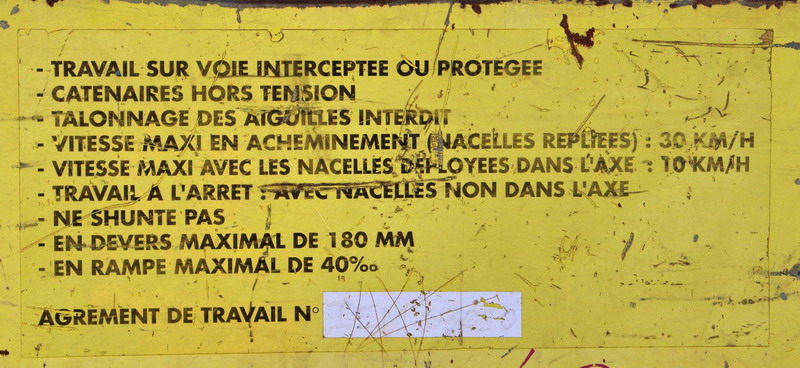 - TRAVAIL SUR VOIE INTERCEPTEE OU PROTEGEE
- CATENAIRES HORS TENSION
- TALONNAGE DES AIGUILLES INTERDIT
- VITESSE MAXI EN ACHEMINEMENT (NACELLES REPLIEES) : 30 KM/H
- VITESSE MAXI AVEC LES NACELLES DEPLOYEES DANS L'AXE : 10 KM/H
- TRAVAIL A L'ARRET : AVEC NACELLES NON DANS L'AXE
- NE SHUNTE PAS
- EN DEVERS MAXIMAL DE 180 MM
- EN RAMPE MAXIMAL DE 40‰
AGREMENT DE TRAVAIL N°